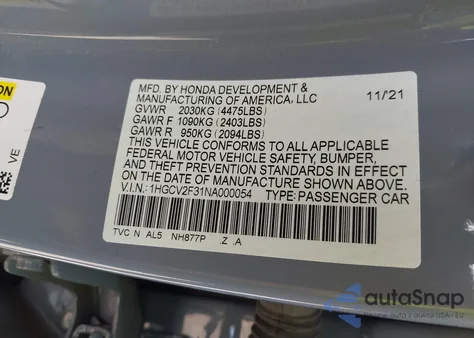 MFD. BY HONDA DEVELOPMENT &
MANUFACTURING OF AMERICA, LLC 11/21
GVWR 2030KG (4475LBS)
GAWR F 1090KG (2403LBS)
GAWR R 950KG (2094LBS)
THIS VEHICLE CONFORMS TO ALL APPLICABLE
FEDERAL MOTOR VEHICLE SAFETY, BUMPER,
AND THEFT PREVENTION STANDARDS IN EFFECT
ON THE DATE OF MANUFACTURE SHOWN ABOVE.
V.I.N: 1HGCV2F31NA000054 TYPE: PASSENGER CAR
TVC N AL5 NH877P .Z .A
VE
autoSnap